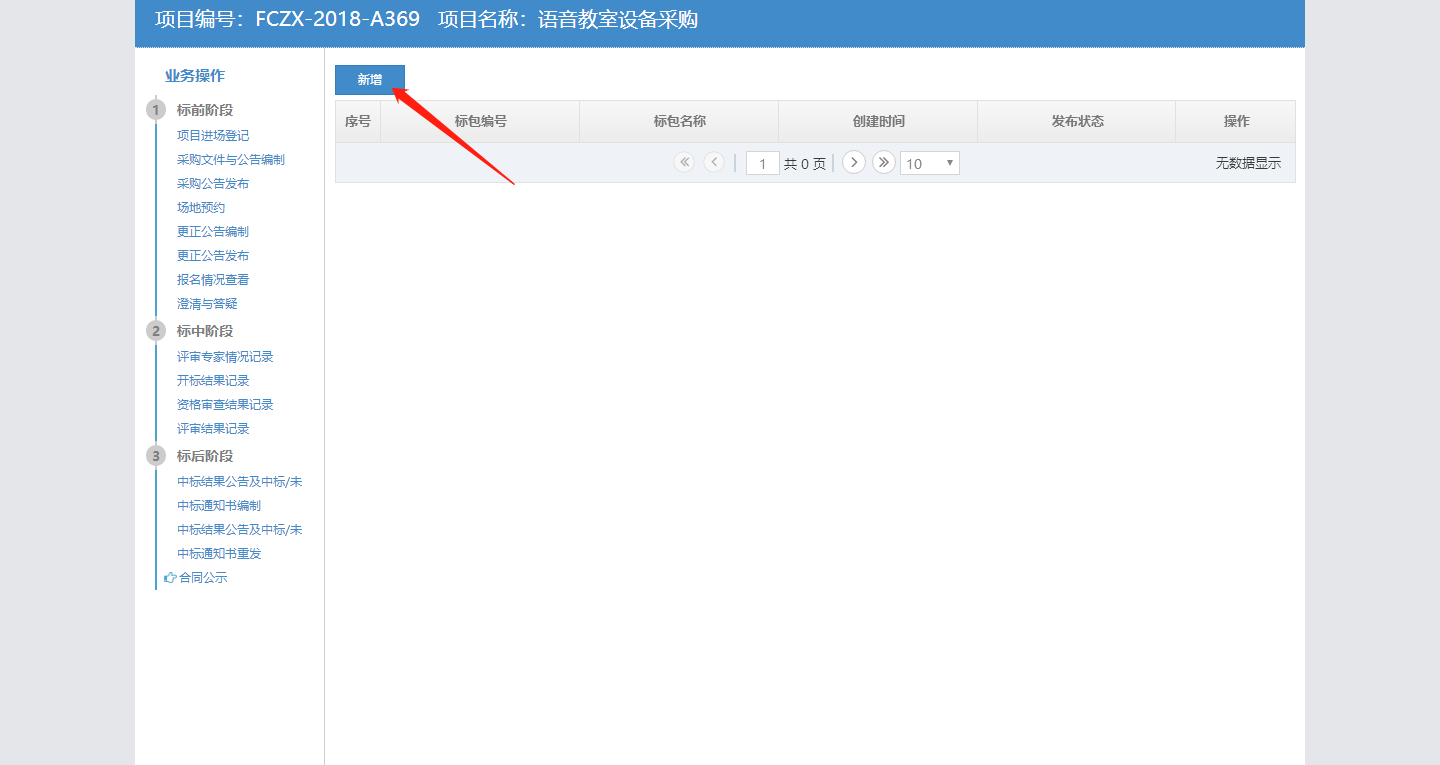 项目编号：FCZX-2018-A369 项目名称：语音教室设备采购
业务操作
1 标前阶段
项目进场登记
采购文件与公告编制
采购公告发布
场地预约
更正公告编制
更正公告发布
报名情况查看
澄清与答疑
2 标中阶段
评审专家情况记录
开标结果记录
资格审查结果记录
评审结果记录
3 标后阶段
中标结果公告及中标/未
中标通知书编制
中标结果公告及中标/未
中标通知书重发
合同公示
新增
序号 标包编号 标包名称 创建时间 发布状态 操作
1 共 0 页 10 无数据显示